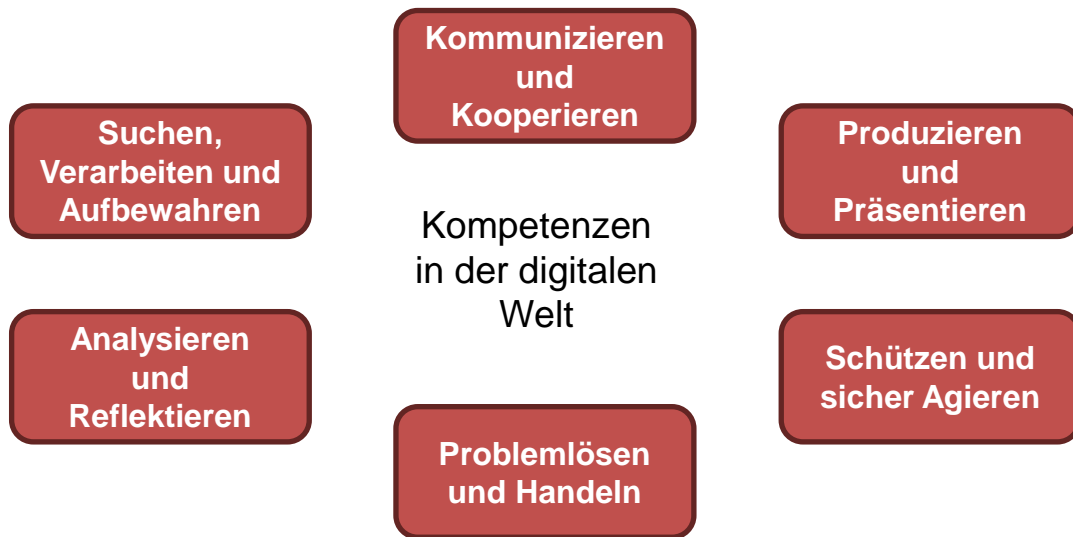 Kommunizieren
und
Kooperieren
Suchen,
Verarbeiten und
Aufbewahren
Produzieren
und
Präsentieren
Kompetenzen
in der digitalen
Welt
Analysieren
und
Reflektieren
Schützen und
sicher Agieren
Problemlösen
und Handeln